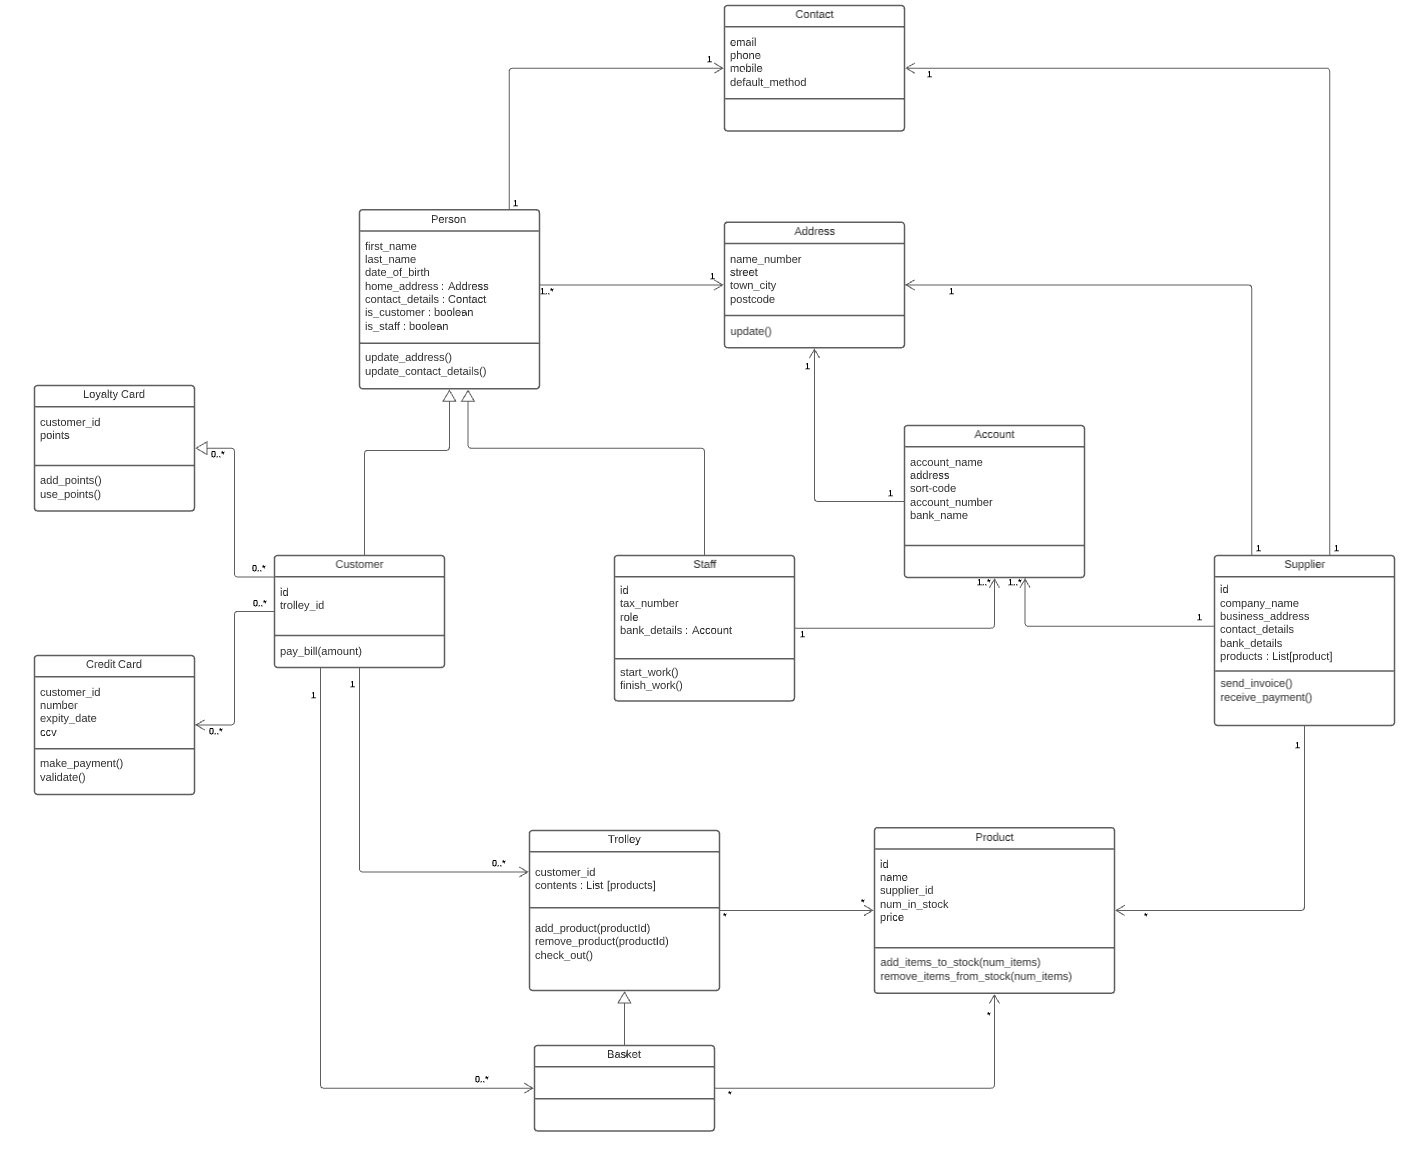 Contact
email
phone
mobile
default_method
1
1
1
Person
first_name
last_name
date_of_birth
home_address : Address
contact_details : Contact
is_customer : boolean
is_staff : boolean
update_address()
update_contact_details()
1..*
1
Address
name_number
street
town_city
postcode
update()
1
1
Loyalty Card
customer_id
points
add_points()
use_points()
0..*
0..*
Account
account_name
address
sort-code
account_number
bank_name
1
1..*
1..*
1
1
Customer
id
trolley_id
pay_bill(amount)
0..*
1
1
Staff
id
tax_number
role
bank_details : Account
start_work()
finish_work()
1
1
Supplier
id
company_name
business_address
contact_details
bank_details
products : List[product]
send_invoice()
receive_payment()
1
Credit Card
customer_id
number
expity_date
ccv
make_payment()
validate()
0..*
0..*
Trolley
customer_id
contents : List [products]
add_product(productId)
remove_product(productId)
check_out()
*
*
Product
id
name
supplier_id
num_in_stock
price
add_items_to_stock(num_items)
remove_items_from_stock(num_items)
*
*
0..*
Basket
*